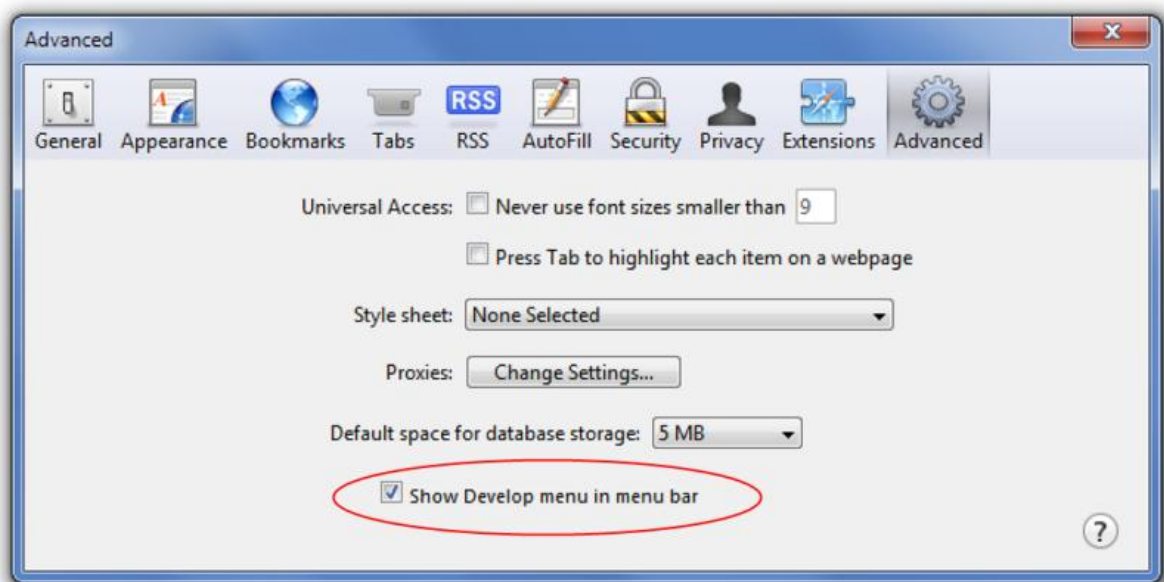 Advanced
RSS
General Appearance Bookmarks Tabs RSS AutoFill Security Privacy Extensions Advanced
Universal Access: Never use font sizes smaller than 9
Press Tab to highlight each item on a webpage
Style sheet: None Selected
Proxies: Change Settings...
Default space for database storage: 5 MB
Show Develop menu in menu bar
?